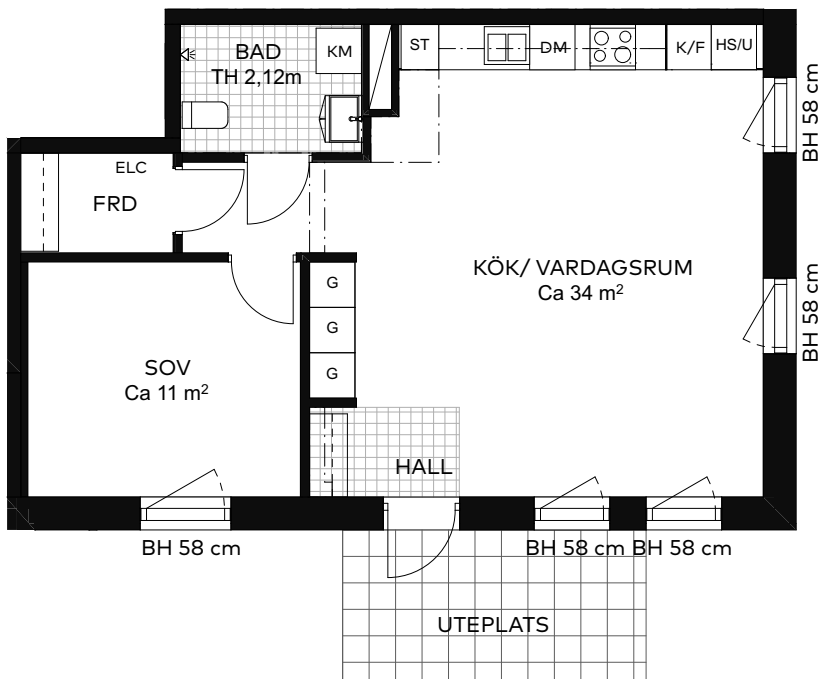 BAD
TH 2,12m
KM
ST
DM
K/F
HS/U
BH 58 cm
ELC
FRD
KÖK/ VARDAGSRUM
Ca 34 m²
BH 58 cm
G
G
G
SOV
Ca 11 m²
HALL
BH 58 cm
BH 58 cm
BH 58 cm
UTEPLATS